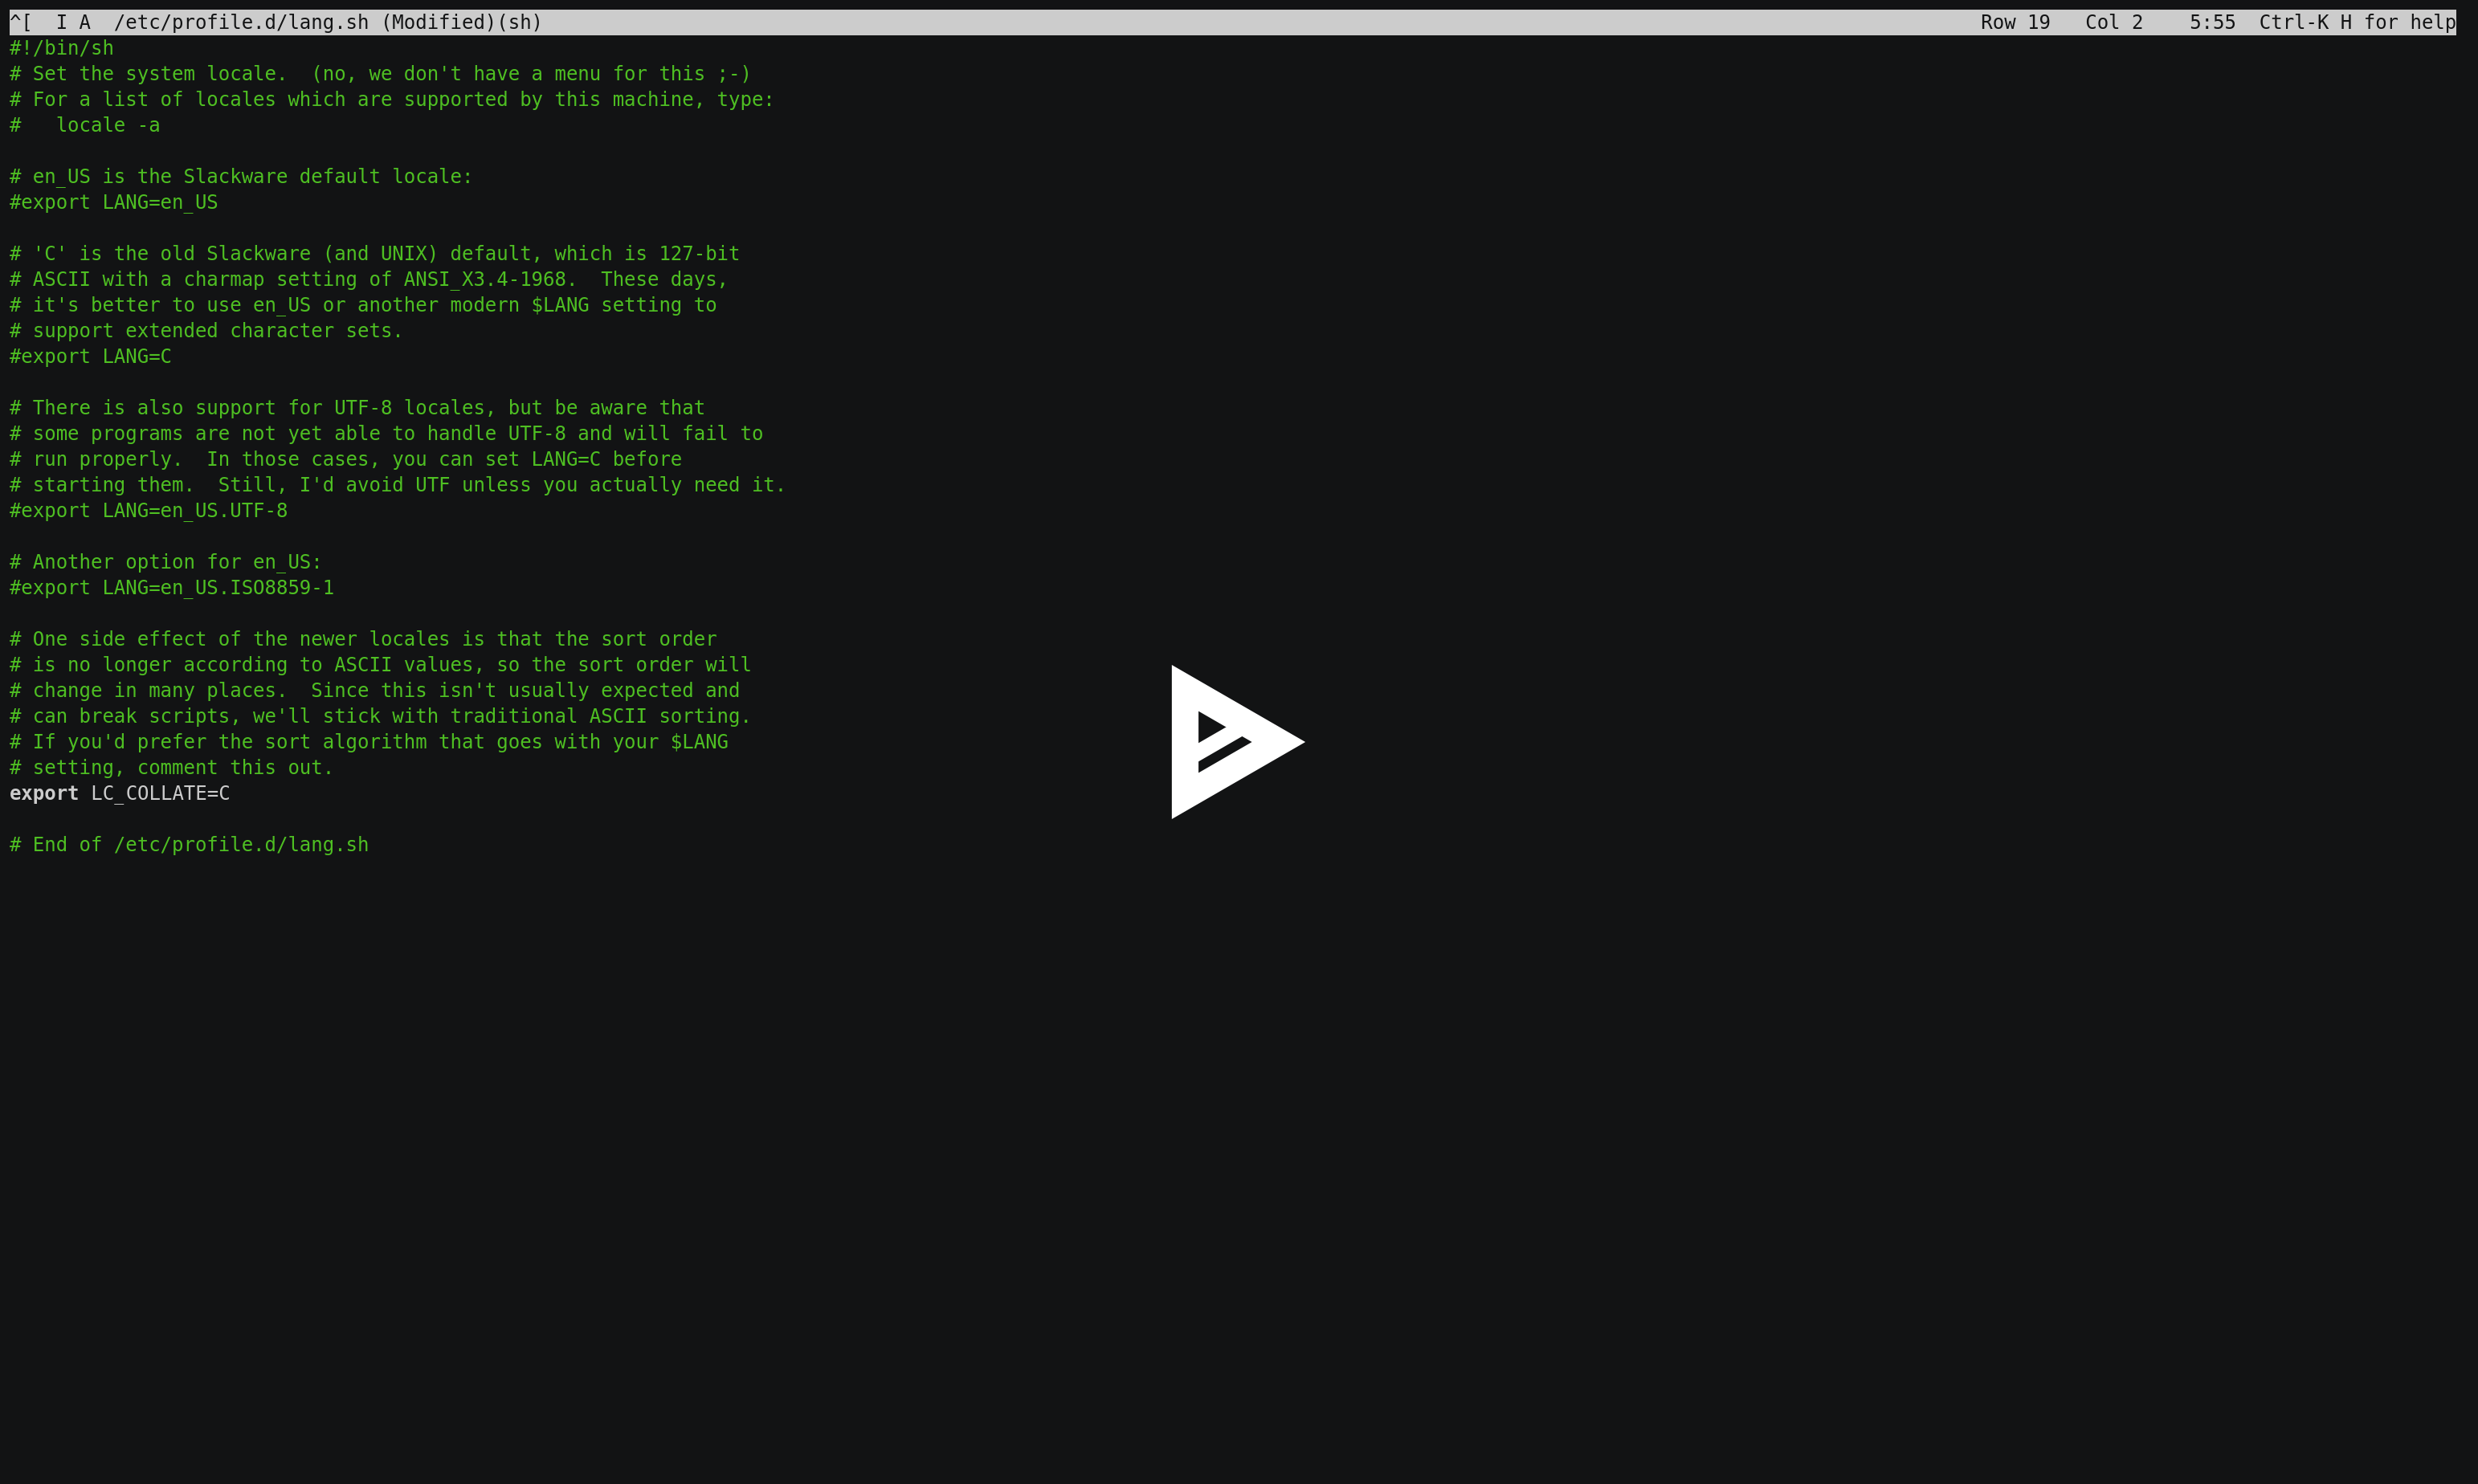 ^[  I A  /etc/profile.d/lang.sh (Modified)(sh)                                Row 19   Col 2    5:55  Ctrl-K H for help
#!/bin/sh
# Set the system locale.  (no, we don't have a menu for this ;-)
# For a list of locales which are supported by this machine, type:
#   locale -a

# en_US is the Slackware default locale:
#export LANG=en_US

# 'C' is the old Slackware (and UNIX) default, which is 127-bit
# ASCII with a charmap setting of ANSI_X3.4-1968.  These days,
# it's better to use en_US or another modern $LANG setting to
# support extended character sets.
#export LANG=C

# There is also support for UTF-8 locales, but be aware that
# some programs are not yet able to handle UTF-8 and will fail to
# run properly.  In those cases, you can set LANG=C before
# starting them.  Still, I'd avoid UTF unless you actually need it.
#export LANG=en_US.UTF-8

# Another option for en_US:
#export LANG=en_US.ISO8859-1

# One side effect of the newer locales is that the sort order
# is no longer according to ASCII values, so the sort order will
# change in many places.  Since this isn't usually expected and
# can break scripts, we'll stick with traditional ASCII sorting.
# If you'd prefer the sort algorithm that goes with your $LANG
# setting, comment this out.
export LC_COLLATE=C

# End of /etc/profile.d/lang.sh